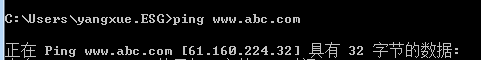 C:\Users\yangxue.ESG>ping www.abc.com
正在 Ping www.abc.com [61.160.224.32] 具有 32 字节的数据: